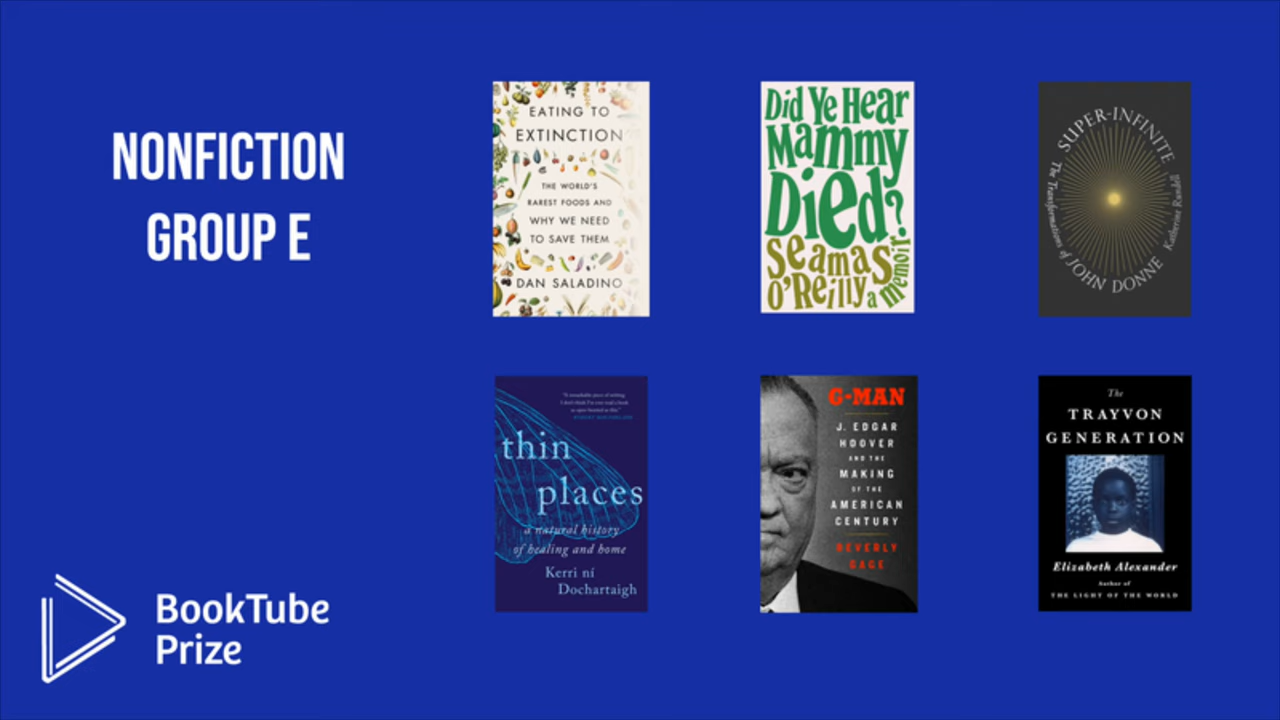 NONFICTION
GROUP E
EATING TO
EXTINCTION
THE WORLD'S
RAREST FOODS AND
WHY WE NEED
TO SAVE THEM
DAN SALADINO
Did Ye Hear
Mammy
Died?
Seamas
O'Reilly
a memoir
SUPER-INFINITE
The Transformations of
JOHN DONNE
Katherine Rundell
thin
places
a natural history
of healing and home
Kerri ní
Dochartaigh
G-MAN
J. EDGAR
HOOVER
AND THE
MAKING
OF THE
AMERICAN
CENTURY
BEVERLY
GAGE
The
TRAYVON
GENERATION
Elizabeth Alexander
Author of
THE LIGHT OF THE WORLD
BookTube
Prize